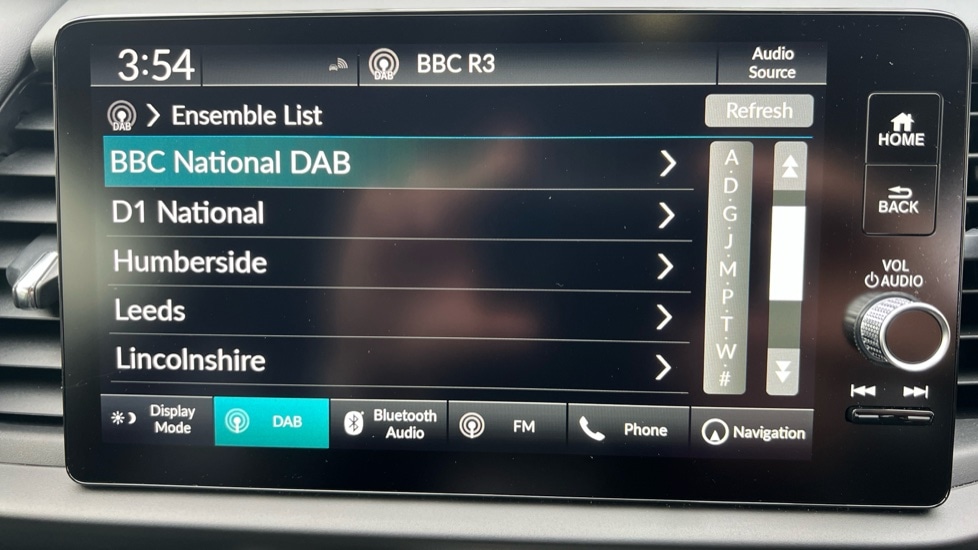 3:54
DAB
BBC R3
Audio
Source
DAB
Ensemble List
Refresh
BBC National DAB
D1 National
Humberside
Leeds
Lincolnshire
A
D
G
J
M
P
T
W
#
Display
Mode
DAB
Bluetooth
Audio
FM
Phone
Navigation
HOME
BACK
VOL
AUDIO